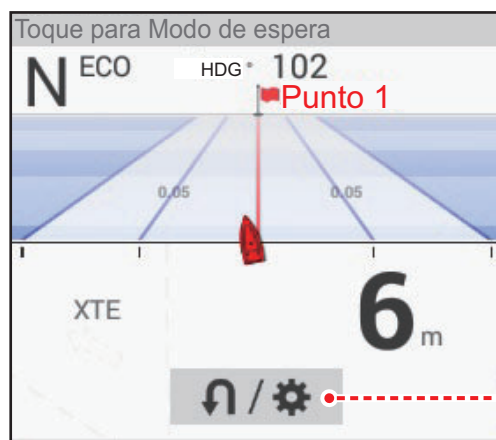 Toque para Modo de espera
N ECO HDG° 102
Punto 1
0.05 0.05
XTE 6 m
/